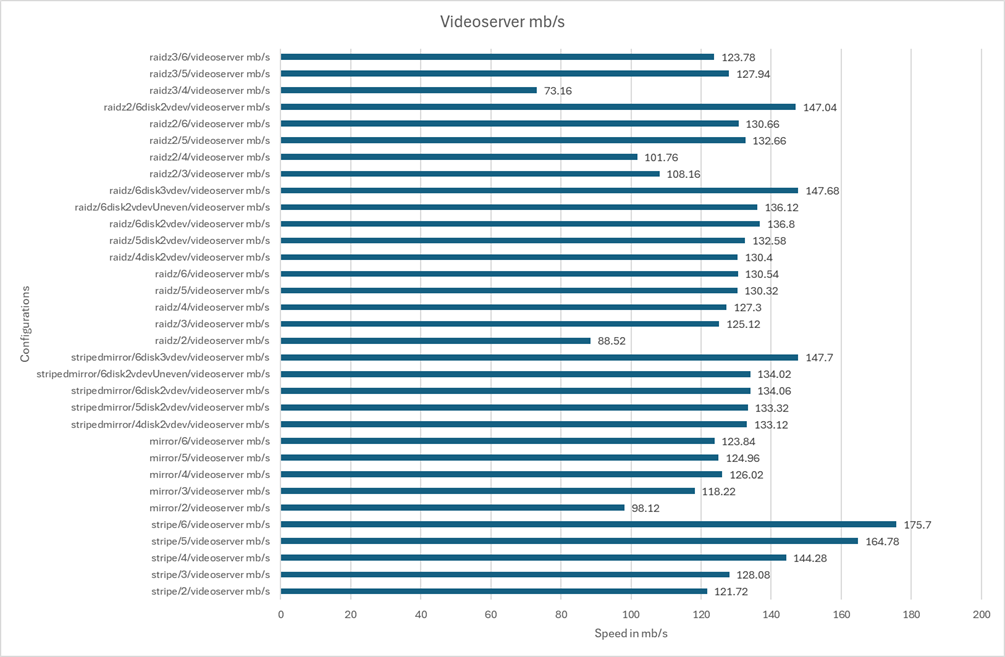 Videoserver mb/s
raidz3/6/videoserver mb/s 123.78
raidz3/5/videoserver mb/s 127.94
raidz3/4/videoserver mb/s 73.16
raidz2/6disk2vdev/videoserver mb/s 147.04
raidz2/6/videoserver mb/s 130.66
raidz2/5/videoserver mb/s 132.66
raidz2/4/videoserver mb/s 101.76
raidz2/3/videoserver mb/s 108.16
raidz/6disk3vdev/videoserver mb/s 147.68
raidz/6disk2vdevUneven/videoserver mb/s 136.12
raidz/6disk2vdev/videoserver mb/s 136.8
raidz/5disk2vdev/videoserver mb/s 132.58
raidz/4disk2vdev/videoserver mb/s 130.4
raidz/6/videoserver mb/s 130.54
raidz/5/videoserver mb/s 130.32
raidz/4/videoserver mb/s 127.3
raidz/3/videoserver mb/s 125.12
raidz/2/videoserver mb/s 88.52
stripedmirror/6disk3vdev/videoserver mb/s 147.7
stripedmirror/6disk2vdevUneven/videoserver mb/s 134.02
stripedmirror/6disk2vdev/videoserver mb/s 134.06
stripedmirror/5disk2vdev/videoserver mb/s 133.32
stripedmirror/4disk2vdev/videoserver mb/s 133.12
mirror/6/videoserver mb/s 123.84
mirror/5/videoserver mb/s 124.96
mirror/4/videoserver mb/s 126.02
mirror/3/videoserver mb/s 118.22
mirror/2/videoserver mb/s 98.12
stripe/6/videoserver mb/s 175.7
stripe/5/videoserver mb/s 164.78
stripe/4/videoserver mb/s 144.28
stripe/3/videoserver mb/s 128.08
stripe/2/videoserver mb/s 121.72
Configurations
0 20 40 60 80 100 120 140 160 180 200
Speed in mb/s